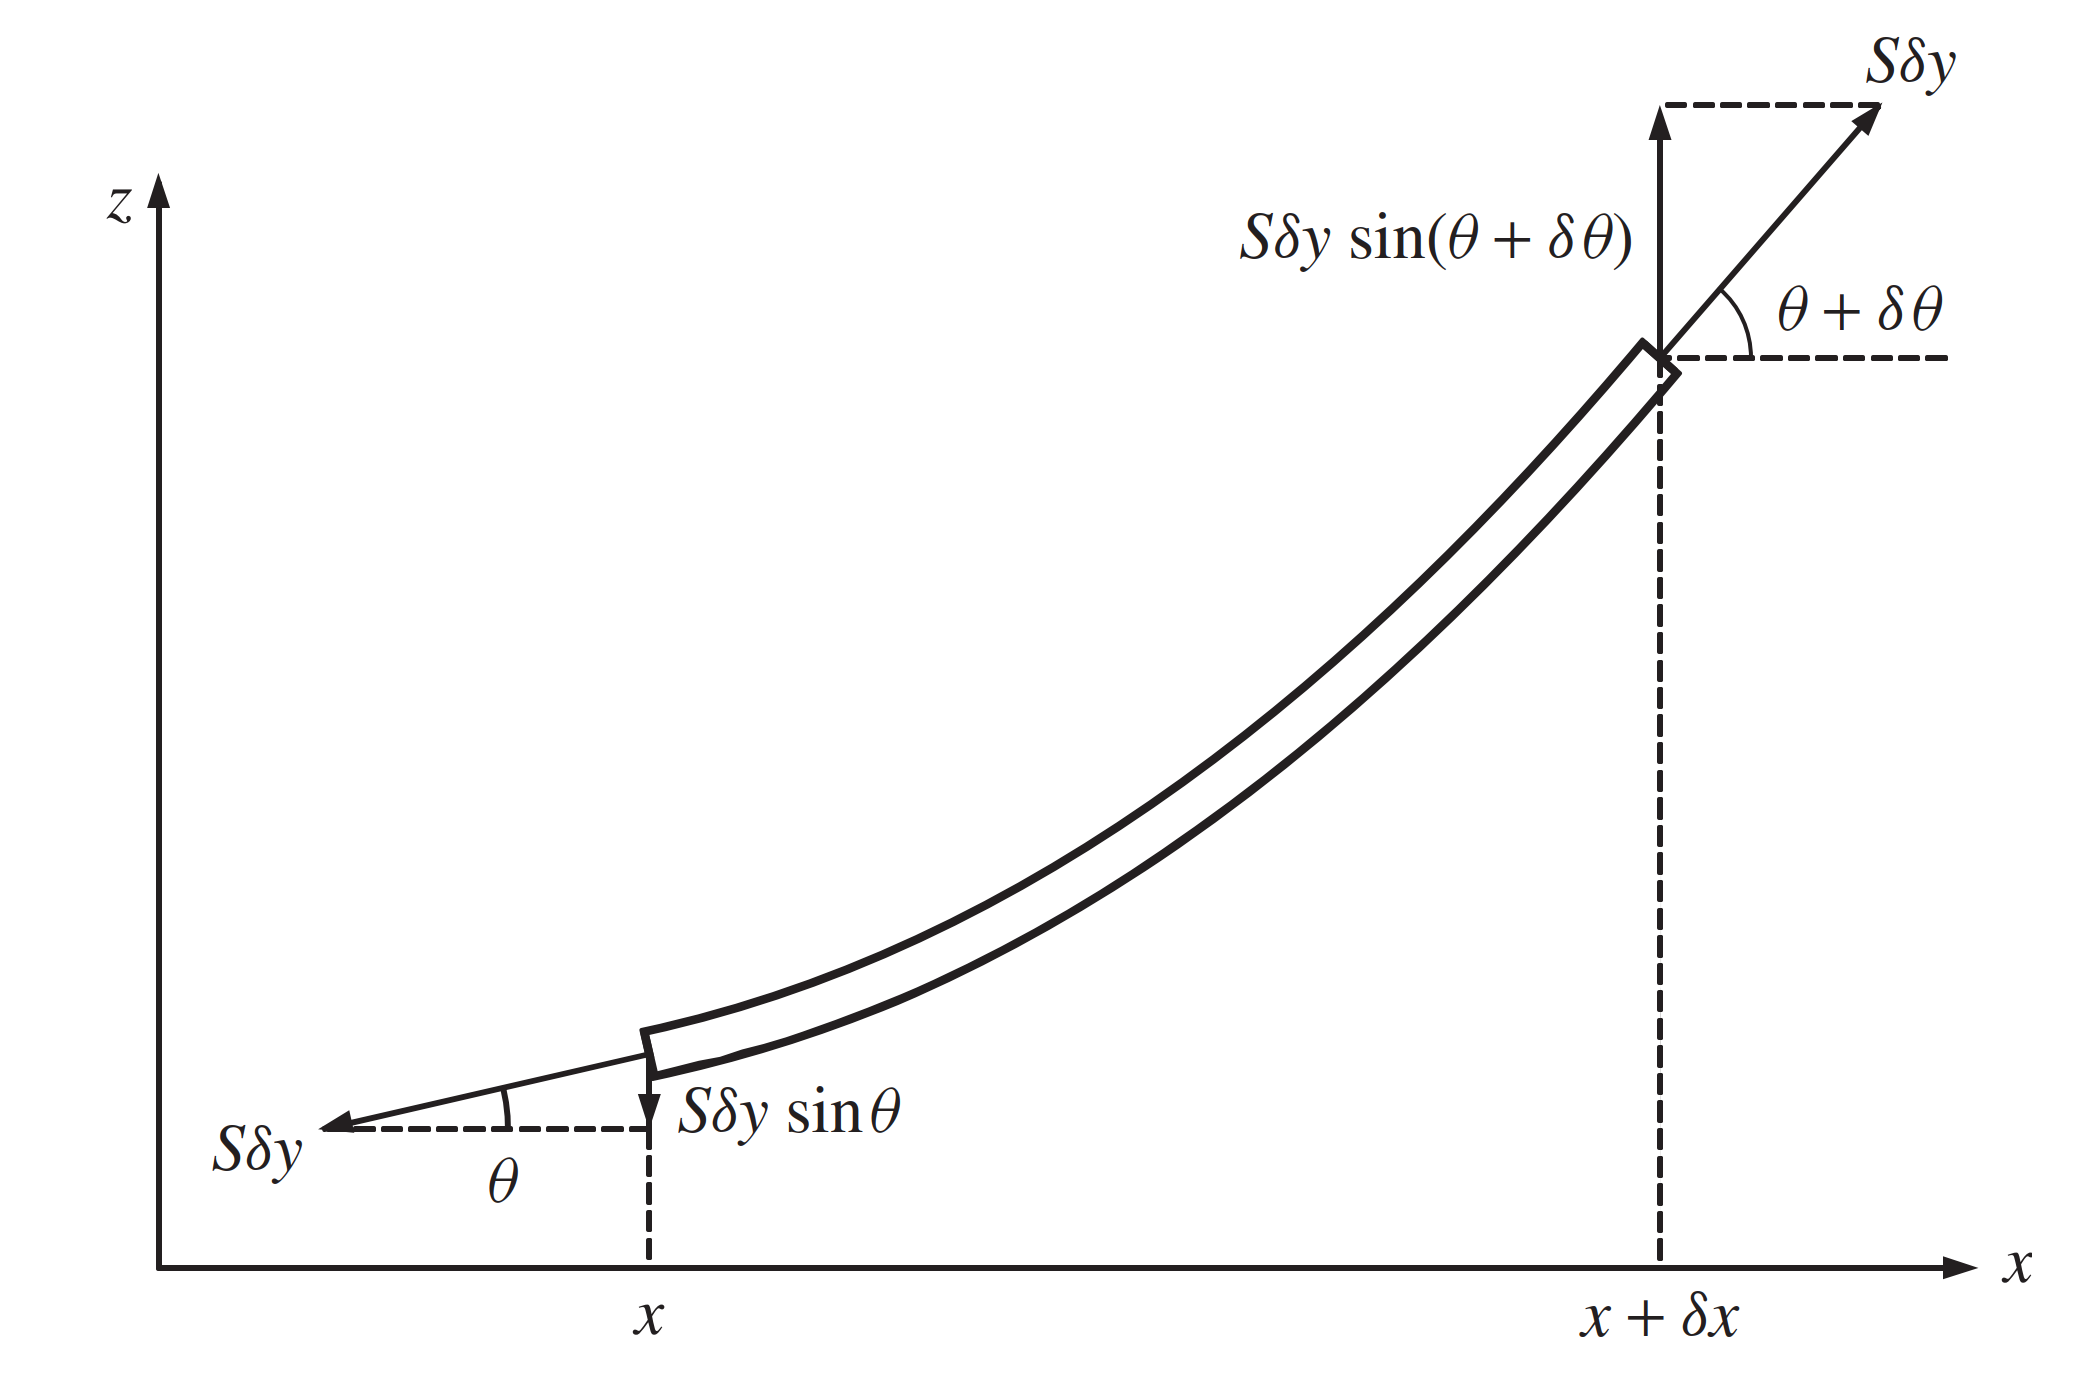 Sδy
z
Sδy sin(θ + δθ)
θ + δθ
Sδy sinθ
Sδy
θ
x
x
x + δx